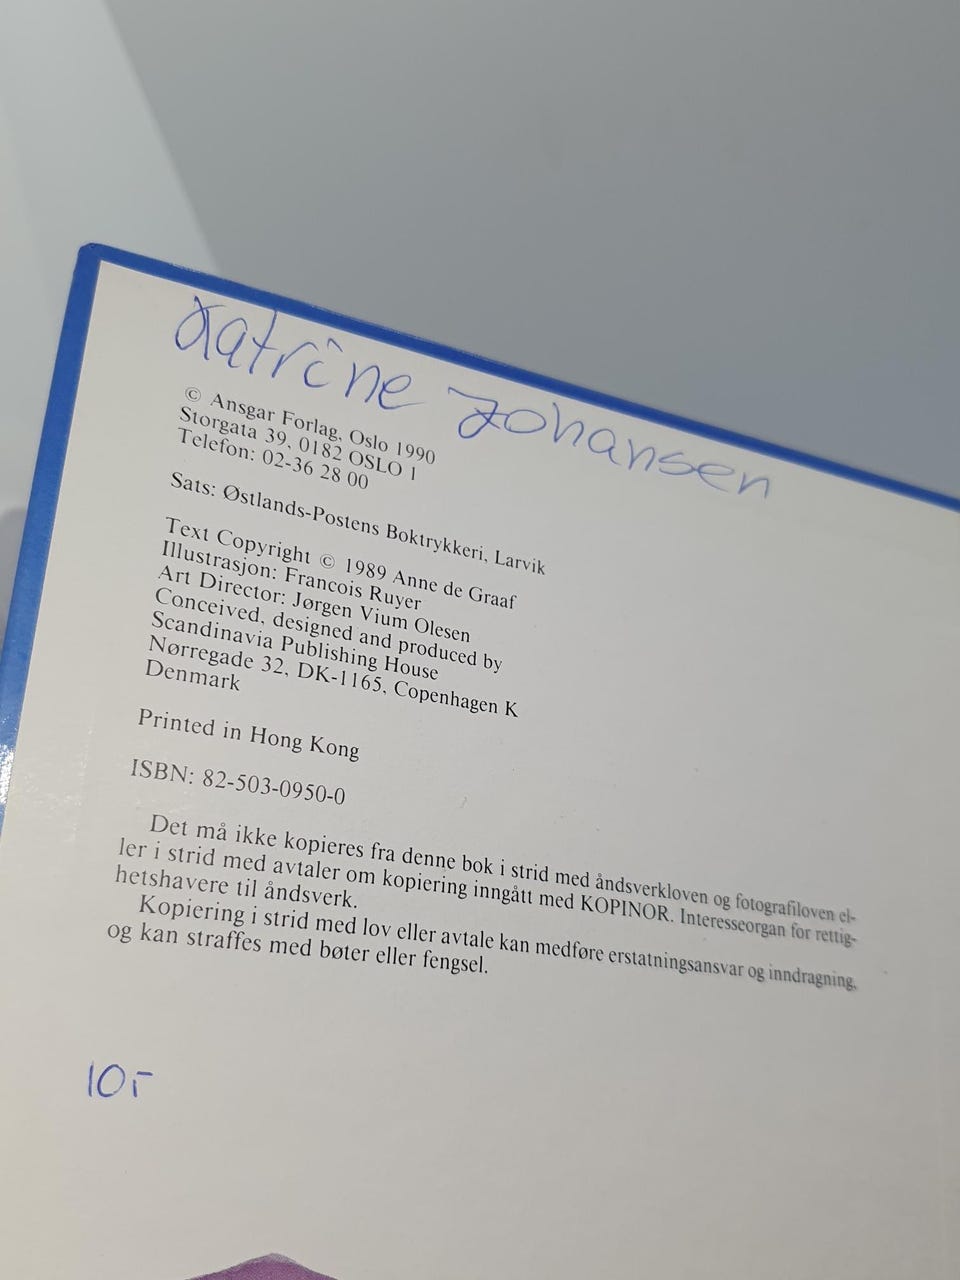 Katrine Johansen
© Ansgar Forlag, Oslo 1990
Storgata 39, 0182 OSLO 1
Telefon: 02-36 28 00
Sats: Østlands-Postens Boktrykkeri, Larvik
Text Copyright © 1989 Anne de Graaf
Illustrasjon: Francois Ruyer
Art Director: Jørgen Vium Olesen
Conceived, designed and produced by
Scandinavia Publishing House
Nørregade 32, DK-1165, Copenhagen K
Denmark
Printed in Hong Kong
ISBN: 82-503-0950-0
Det må ikke kopieres fra denne bok i strid med åndsverkloven og fotografiloven el-
ler i strid med avtaler om kopiering inngått med KOPINOR. Interesseorgan for rettig-
hetshavere til åndsverk.
Kopiering i strid med lov eller avtale kan medføre erstatningsansvar og inndragning,
og kan straffes med bøter eller fengsel.
10,-